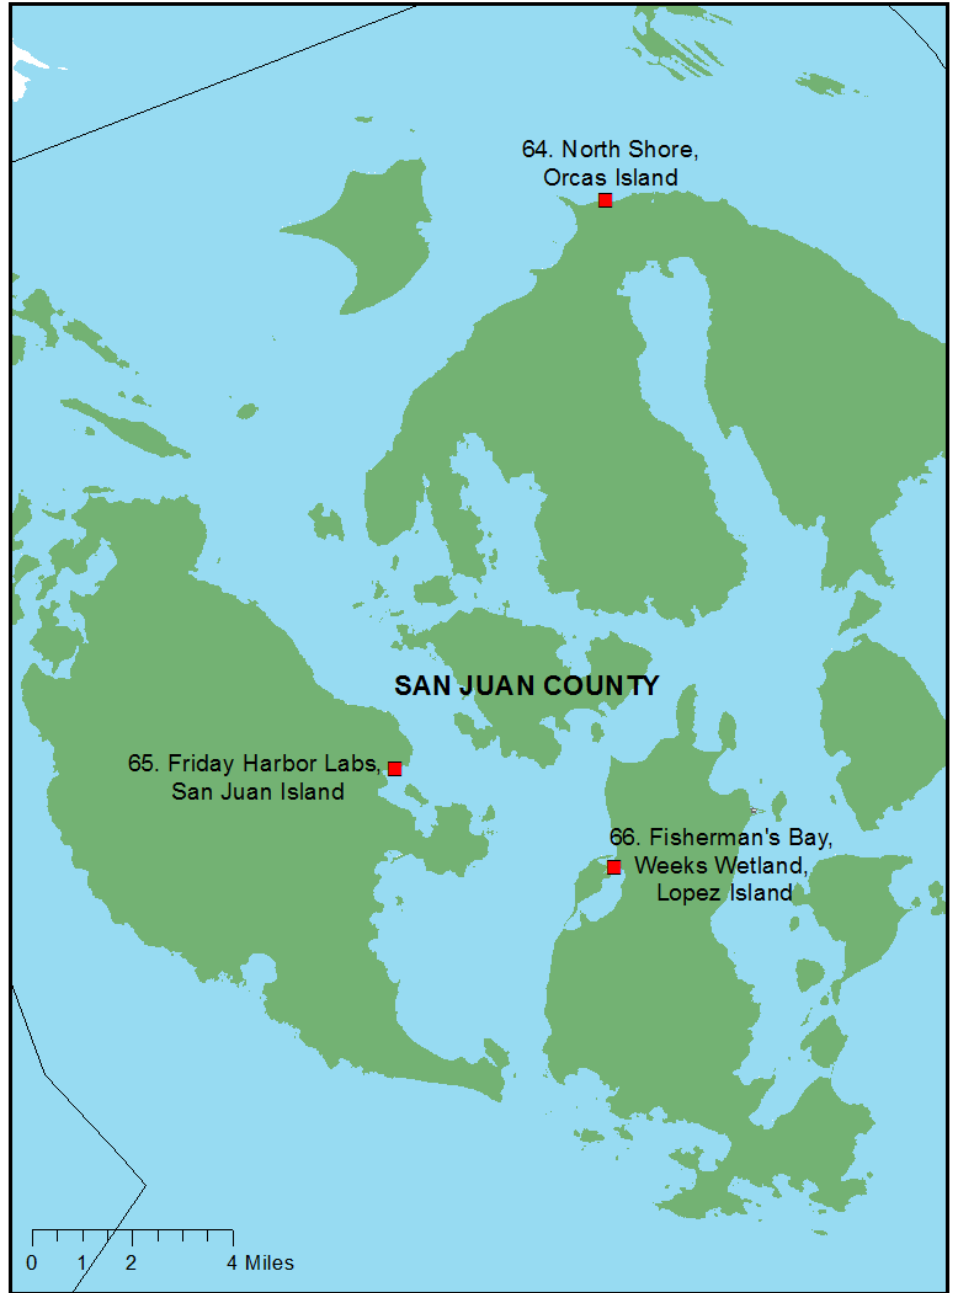 64. North Shore,
Orcas Island
SAN JUAN COUNTY
65. Friday Harbor Labs,
San Juan Island
66. Fisherman's Bay,
Weeks Wetland,
Lopez Island
0 1 2 4 Miles